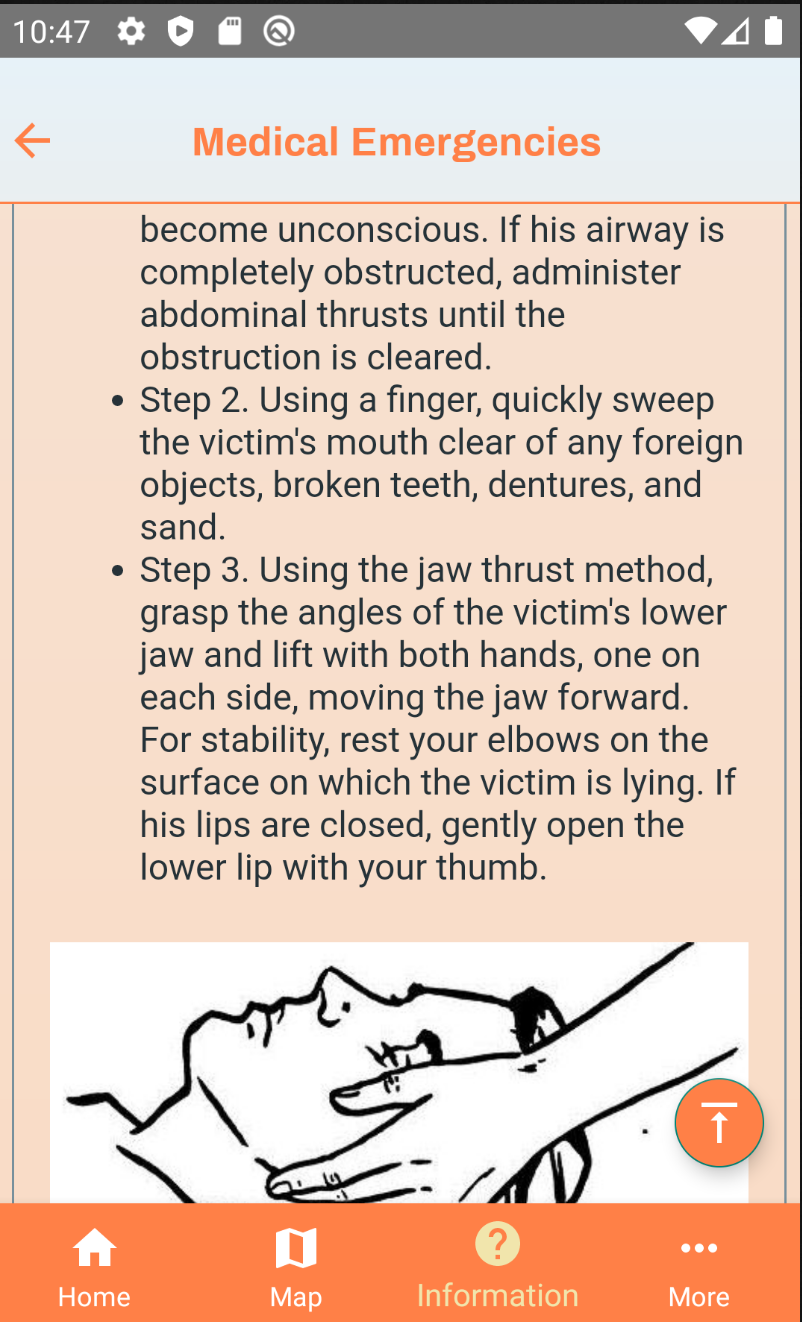 10:47
Medical Emergencies
become unconscious. If his airway is
completely obstructed, administer
abdominal thrusts until the
obstruction is cleared.
• Step 2. Using a finger, quickly sweep
the victim's mouth clear of any foreign
objects, broken teeth, dentures, and
sand.
• Step 3. Using the jaw thrust method,
grasp the angles of the victim's lower
jaw and lift with both hands, one on
each side, moving the jaw forward.
For stability, rest your elbows on the
surface on which the victim is lying. If
his lips are closed, gently open the
lower lip with your thumb.
Home
Map
Information
More